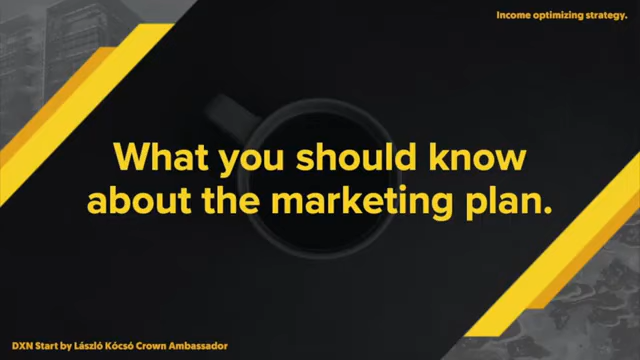 Income optimizing strategy.
What you should know
about the marketing plan.
DXN Start by László Kócsó Crown Ambassador